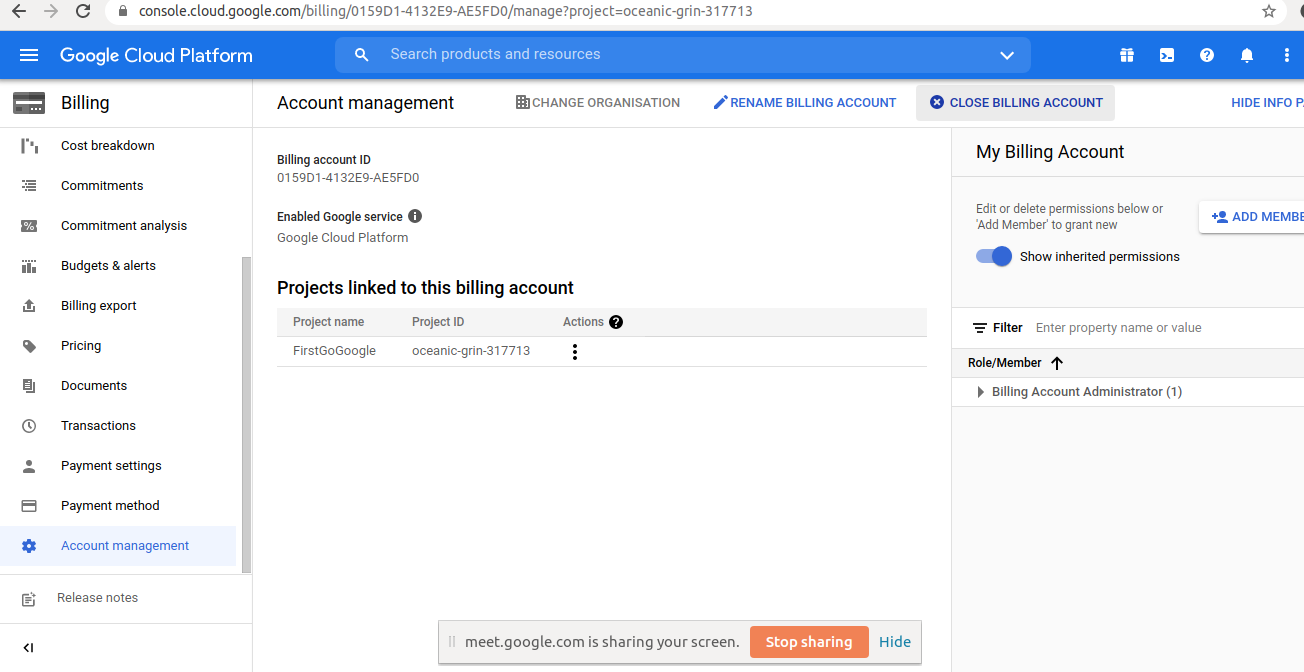 console.cloud.google.com/billing/0159D1-4132E9-AE5FD0/manage?project=oceanic-grin-317713
Google Cloud Platform
Search products and resources
Billing
Cost breakdown
Commitments
Commitment analysis
Budgets & alerts
Billing export
Pricing
Documents
Transactions
Payment settings
Payment method
Account management
Release notes
Account management
CHANGE ORGANISATION
RENAME BILLING ACCOUNT
CLOSE BILLING ACCOUNT
HIDE INFO PA
Billing account ID
0159D1-4132E9-AE5FD0
Enabled Google service
Google Cloud Platform
Projects linked to this billing account
Project name Project ID Actions
FirstGoGoogle oceanic-grin-317713
My Billing Account
Edit or delete permissions below or
'Add Member' to grant new
ADD MEMBE
Show inherited permissions
Filter Enter property name or value
Role/Member
Billing Account Administrator (1)
meet.google.com is sharing your screen. Stop sharing Hide